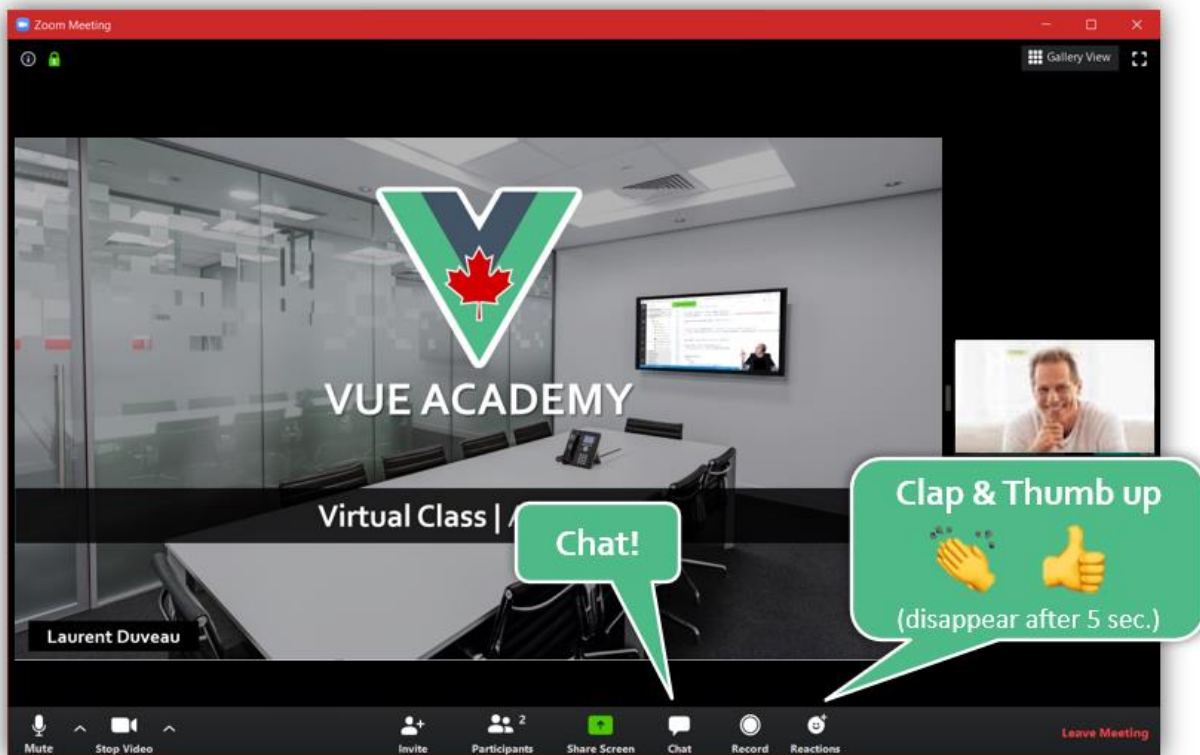 Zoom Meeting
Gallery View
VUE ACADEMY
Virtual Class |
Chat!
Clap & Thumb up
(disappear after 5 sec.)
Laurent Duveau
2
Mute
Stop Video
Invite
Participants
Share Screen
Chat
Record
Reactions
Leave Meeting